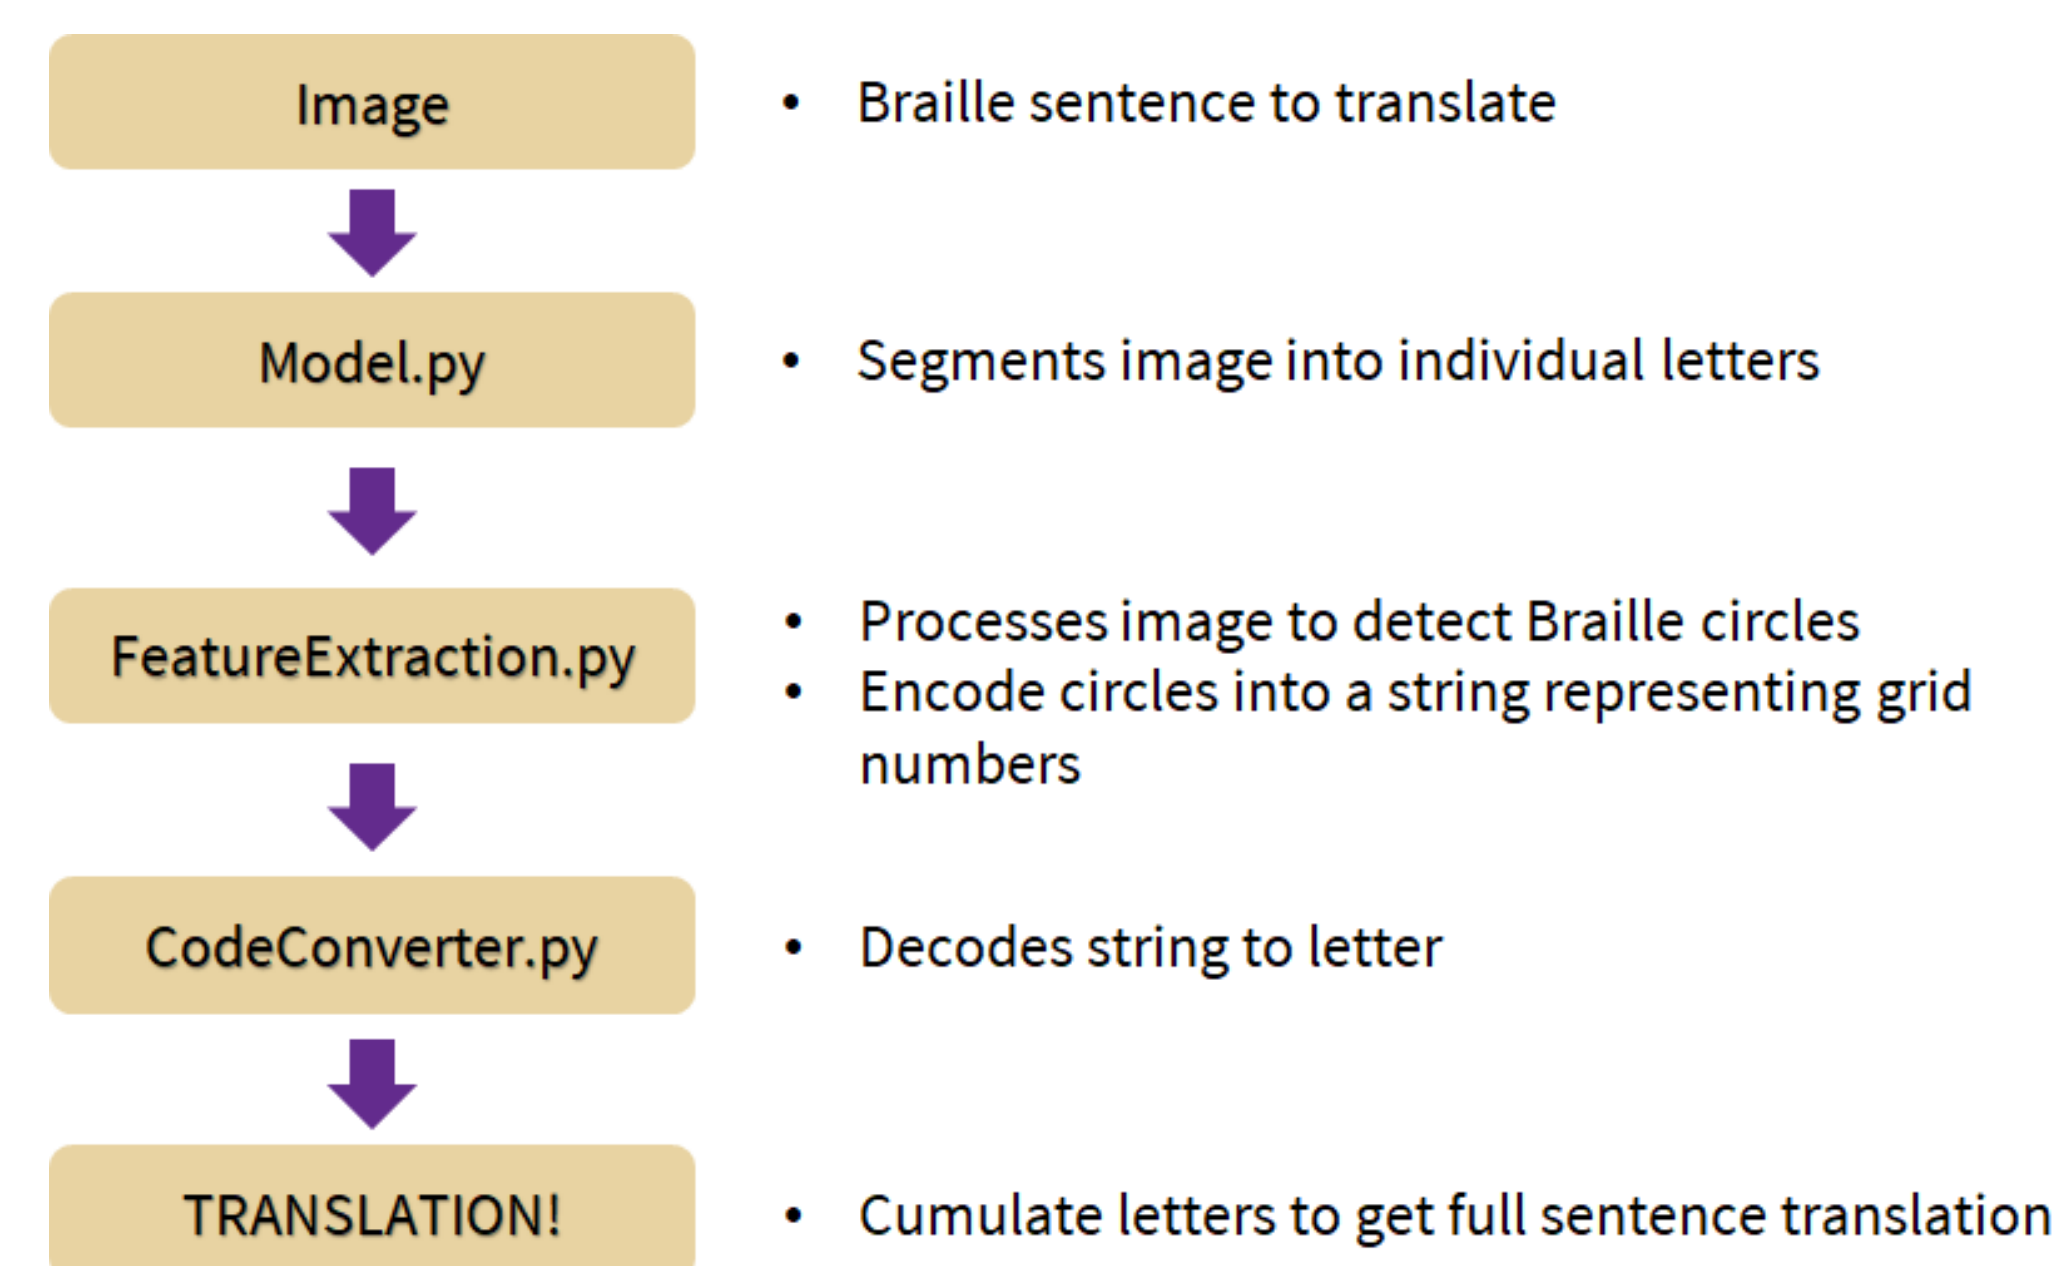 Image
• Braille sentence to translate
Model.py
• Segments image into individual letters
FeatureExtraction.py
• Processes image to detect Braille circles
• Encode circles into a string representing grid
numbers
CodeConverter.py
• Decodes string to letter
TRANSLATION!
• Cumulate letters to get full sentence translation